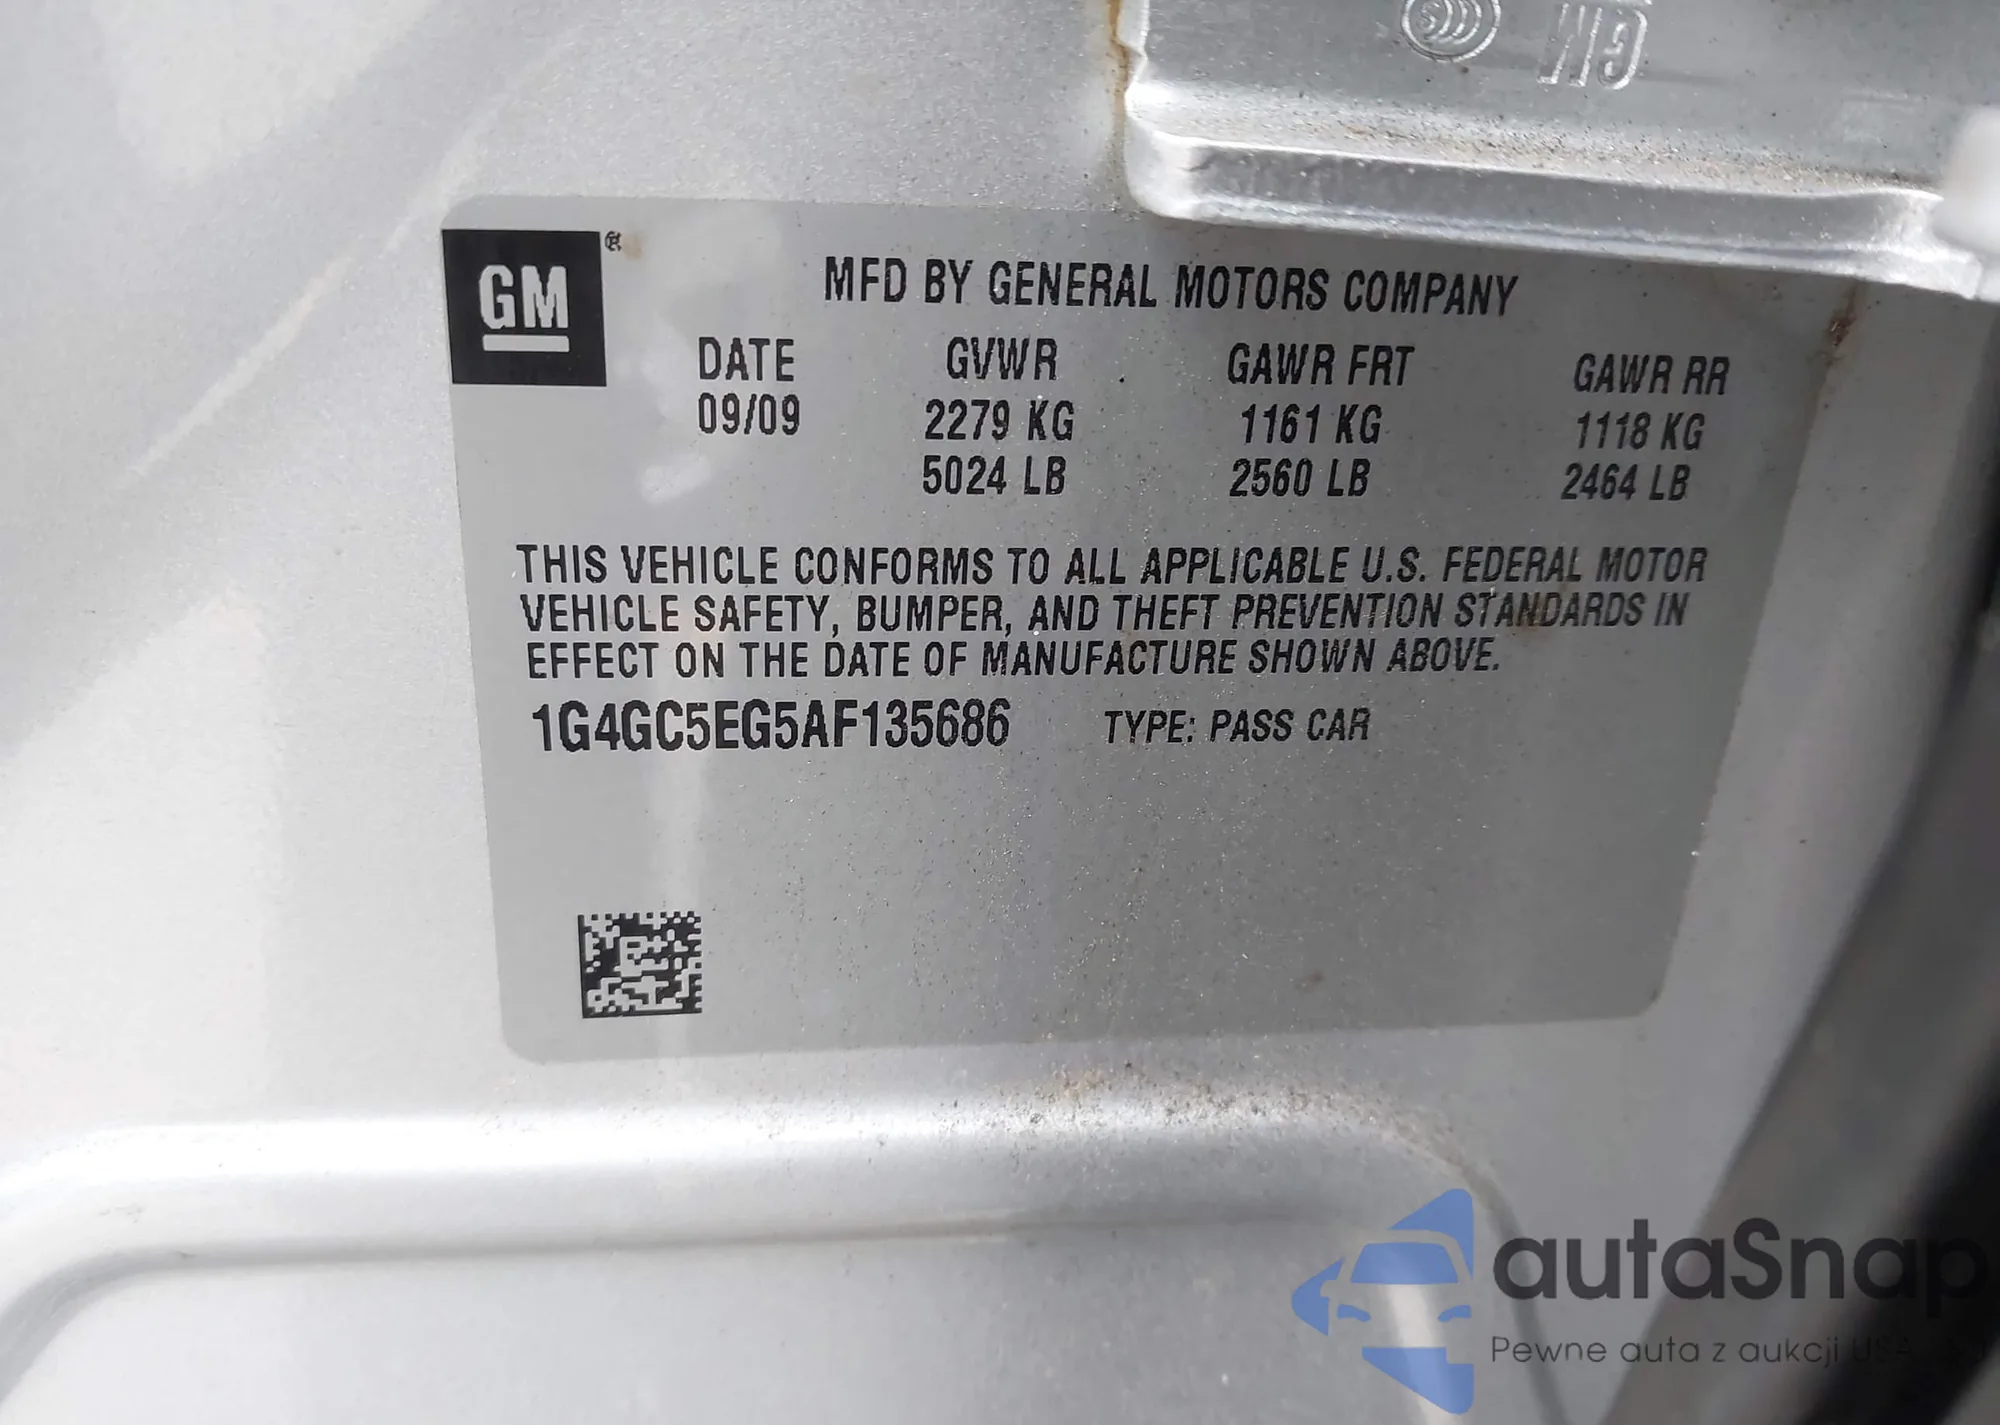 GM
GM ®
MFD BY GENERAL MOTORS COMPANY
DATE GVWR GAWR FRT GAWR RR
09/09 2279 KG 1161 KG 1118 KG
5024 LB 2560 LB 2464 LB
THIS VEHICLE CONFORMS TO ALL APPLICABLE U.S. FEDERAL MOTOR
VEHICLE SAFETY, BUMPER, AND THEFT PREVENTION STANDARDS IN
EFFECT ON THE DATE OF MANUFACTURE SHOWN ABOVE.
1G4GC5EG5AF135686 TYPE: PASS CAR
autaSnap
Pewne auta z aukcji USA